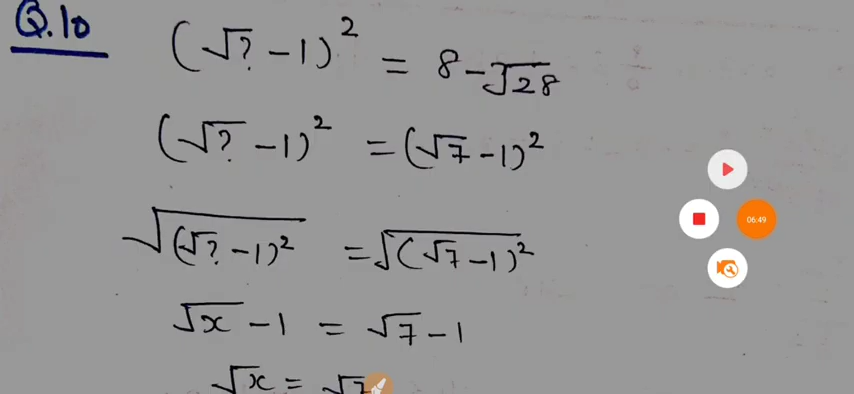 Q.10
(√? - 1)² = 8 - √28
(√? - 1)² = (√7 - 1)²
√(√? - 1)² = √(√7 - 1)²
√x - 1 = √7 - 1
√x = √7
06:49